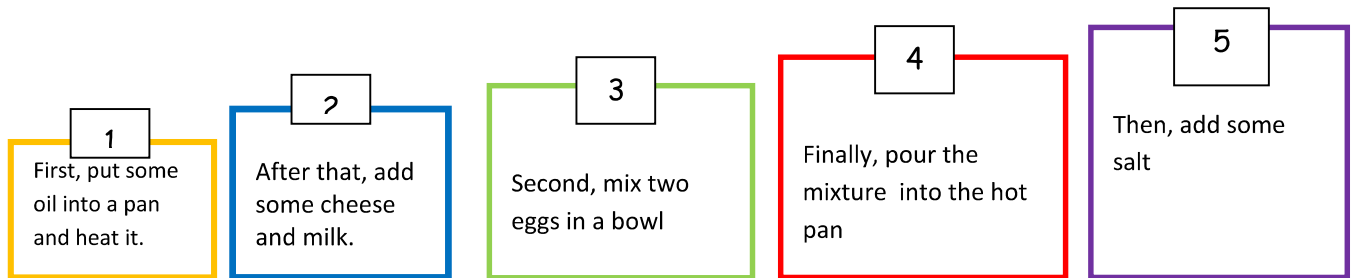 1
First, put some
oil into a pan
and heat it.
2
After that, add
some cheese
and milk.
3
Second, mix two
eggs in a bowl
4
Finally, pour the
mixture into the hot
pan
5
Then, add some
salt